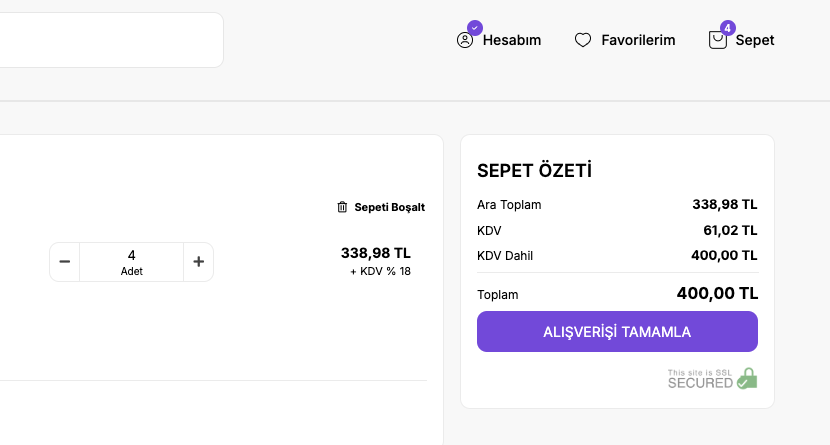 4
Hesabım
Favorilerim
Sepet
Sepeti Boşalt
4
Adet
338,98 TL
+ KDV % 18
SEPET ÖZETİ
Ara Toplam 338,98 TL
KDV 61,02 TL
KDV Dahil 400,00 TL
Toplam 400,00 TL
ALIŞVERİŞİ TAMAMLA
This site is SSL
SECURED